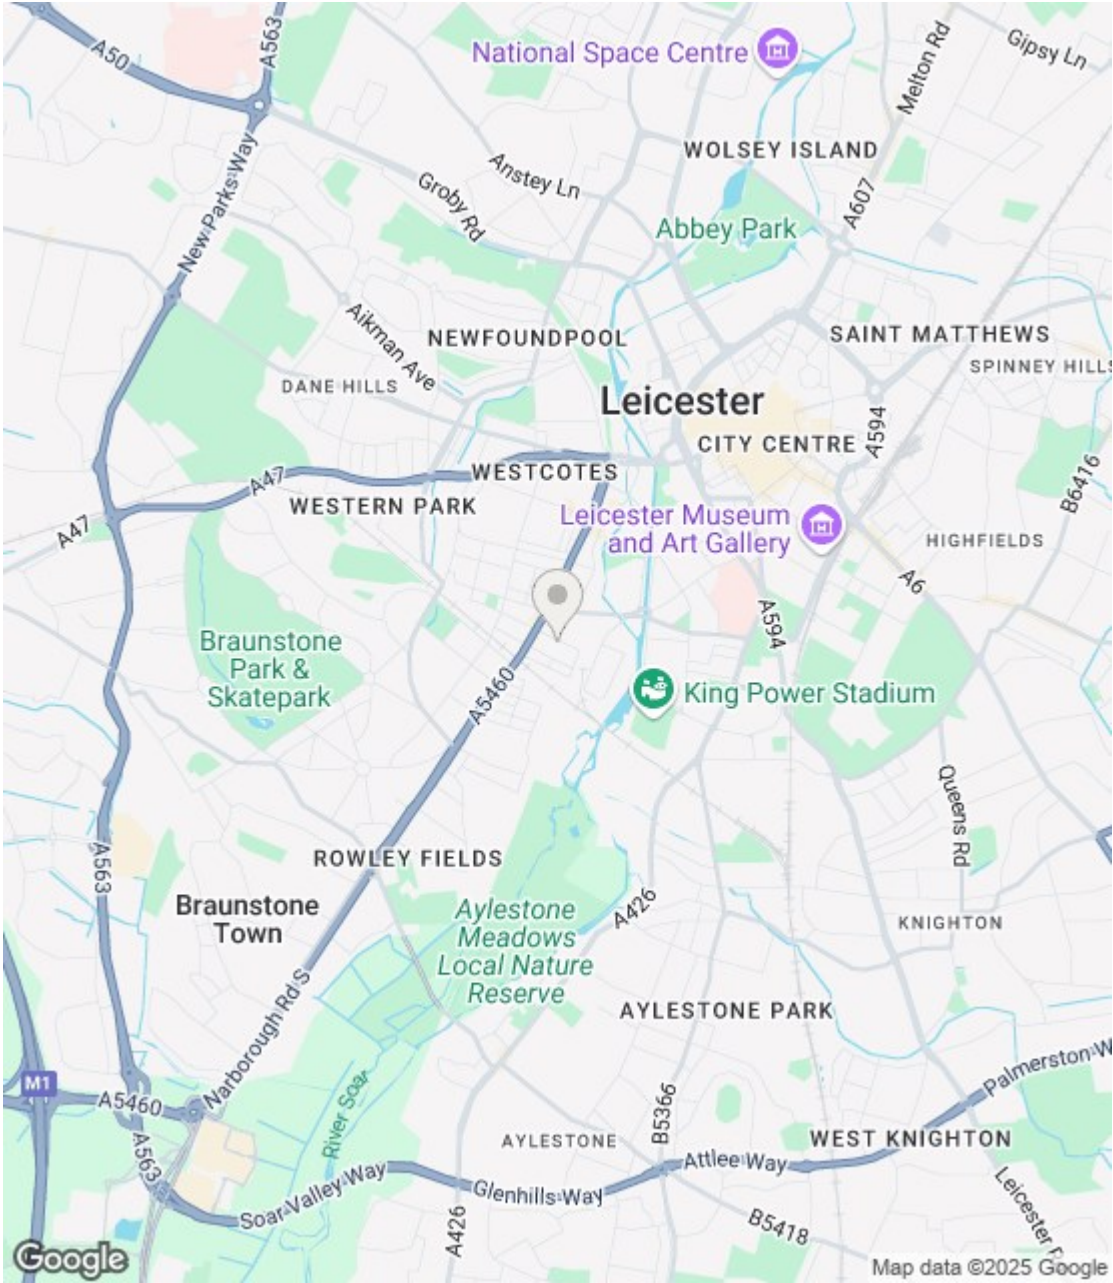 A50
A563
National Space Centre
Gipsy Ln
Melton Rd
WOLSEY ISLAND
Anstey Ln
Groby Rd
New Parks Way
A607
Abbey Park
Aikman Ave
NEWFOUNDPOOL
SAINT MATTHEWS
SPINNEY HILLS
DANE HILLS
Leicester
A594
CITY CENTRE
WESTCOTES
A47
B6416
WESTERN PARK
A47
Leicester Museum
and Art Gallery
HIGHFIELDS
A6
A594
Braunstone
Park &
Skatepark
A5460
King Power Stadium
Queens Rd
A563
ROWLEY FIELDS
Braunstone
Town
A426
Aylestone
Meadows
Local Nature
Reserve
KNIGHTON
AYLESTONE PARK
Narborough Rd S
Palmerston W
M1
A5460
River Soar
B5366
A563
AYLESTONE
WEST KNIGHTON
Attlee Way
Soar Valley Way
Glenhills Way
Leicester R
A426
B5418
Google
Map data ©2025 Google